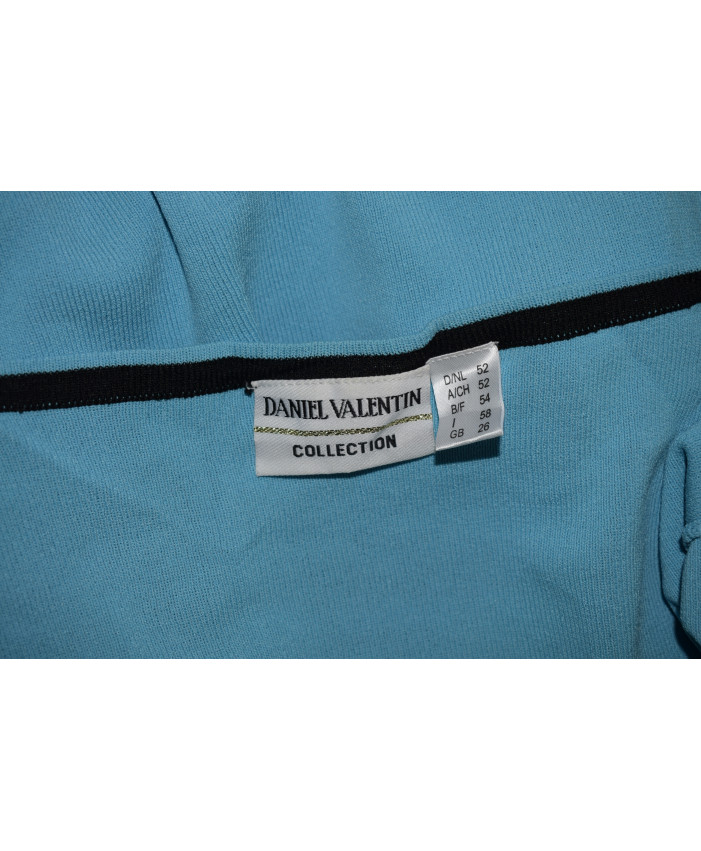 DANIEL VALENTIN
COLLECTION
D/NL 52
A/CH 52
B/F 54
I 58
GB 26